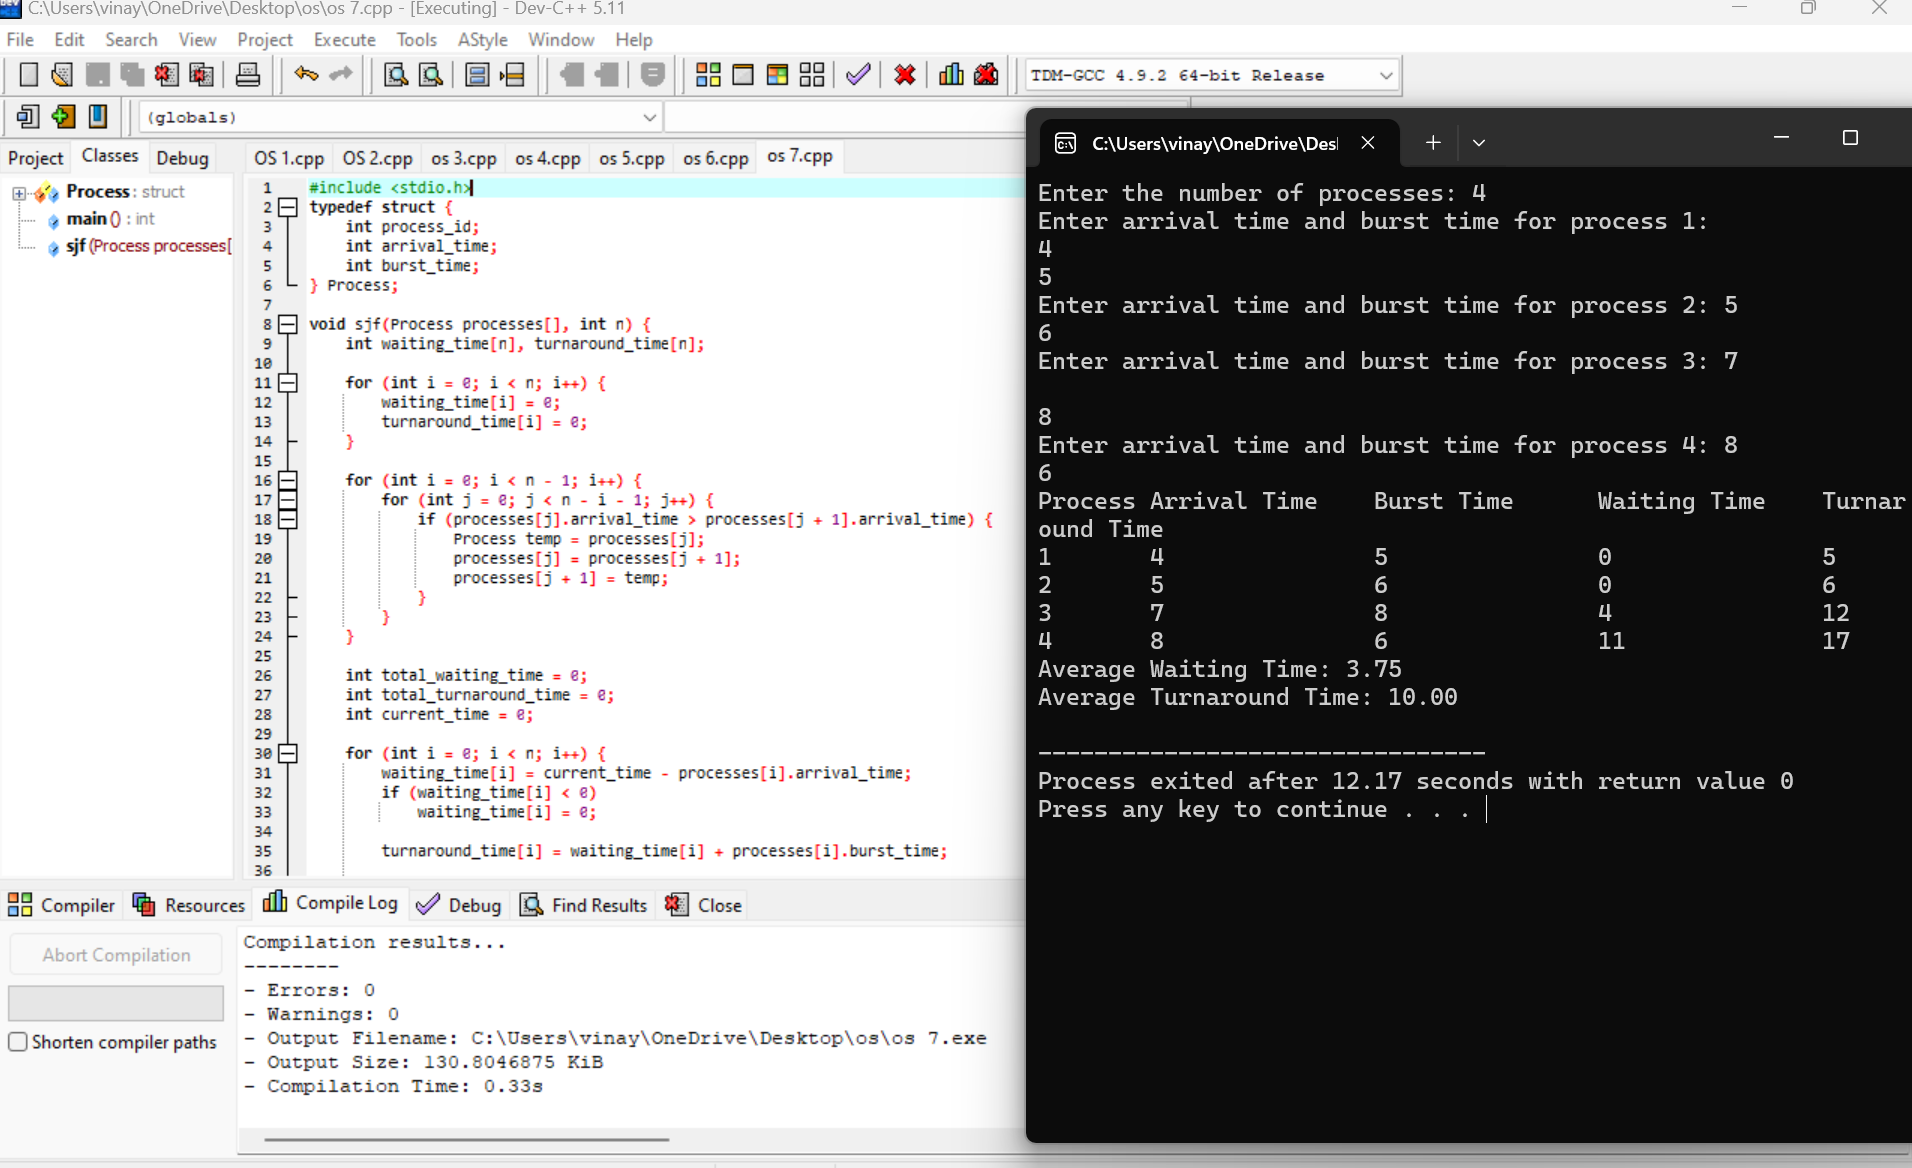 C:\Users\vinay\OneDrive\Desktop\os\os 7.cpp - [Executing] - Dev-C++ 5.11
File Edit Search View Project Execute Tools AStyle Window Help
TDM-GCC 4.9.2 64-bit Release
(globals)
Project Classes Debug
OS 1.cpp OS 2.cpp os 3.cpp os 4.cpp os 5.cpp os 6.cpp os 7.cpp
Process : struct
main () : int
sjf (Process processes[
1 #include <stdio.h>
2 typedef struct {
3 int process_id;
4 int arrival_time;
5 int burst_time;
6 } Process;
7
8 void sjf(Process processes[], int n) {
9 int waiting_time[n], turnaround_time[n];
10
11 for (int i = 0; i < n; i++) {
12 waiting_time[i] = 0;
13 turnaround_time[i] = 0;
14 }
15
16 for (int i = 0; i < n - 1; i++) {
17 for (int j = 0; j < n - i - 1; j++) {
18 if (processes[j].arrival_time > processes[j + 1].arrival_time) {
19 Process temp = processes[j];
20 processes[j] = processes[j + 1];
21 processes[j + 1] = temp;
22 }
23 }
24 }
25
26 int total_waiting_time = 0;
27 int total_turnaround_time = 0;
28 int current_time = 0;
29
30 for (int i = 0; i < n; i++) {
31 waiting_time[i] = current_time - processes[i].arrival_time;
32 if (waiting_time[i] < 0)
33 waiting_time[i] = 0;
34
35 turnaround_time[i] = waiting_time[i] + processes[i].burst_time;
36
C:\Users\vinay\OneDrive\Des
Enter the number of processes: 4
Enter arrival time and burst time for process 1:
4
5
Enter arrival time and burst time for process 2: 5
6
Enter arrival time and burst time for process 3: 7
8
Enter arrival time and burst time for process 4: 8
6
Process Arrival Time Burst Time Waiting Time Turnar
ound Time
1 4 5 0 5
2 5 6 0 6
3 7 8 4 12
4 8 6 11 17
Average Waiting Time: 3.75
Average Turnaround Time: 10.00
--------------------------------
Process exited after 12.17 seconds with return value 0
Press any key to continue . . .
Compiler Resources Compile Log Debug Find Results Close
Abort Compilation
Shorten compiler paths
Compilation results...
--------
- Errors: 0
- Warnings: 0
- Output Filename: C:\Users\vinay\OneDrive\Desktop\os\os 7.exe
- Output Size: 130.8046875 KiB
- Compilation Time: 0.33s